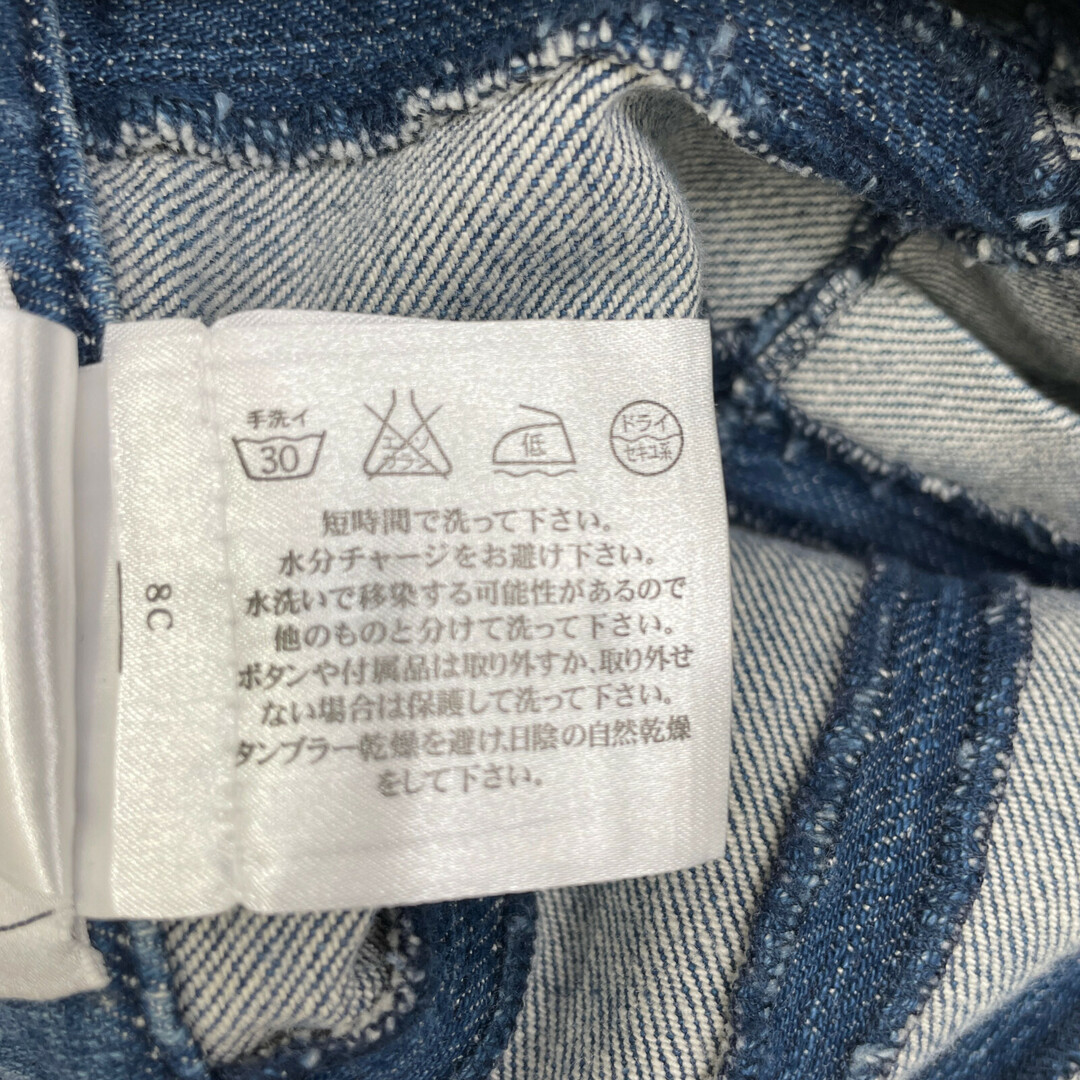 手洗イ
30
エンソ
サラシ
低
ドライ
セキユ系
短時間で洗って下さい。
水分チャージをお避け下さい。
水洗いで移染する可能性があるので
他のものと分けて洗って下さい。
ボタンや付属品は取り外すか、取り外せ
ない場合は保護して洗って下さい。
タンブラー乾燥を避け、日陰の自然乾燥
をして下さい。
8C